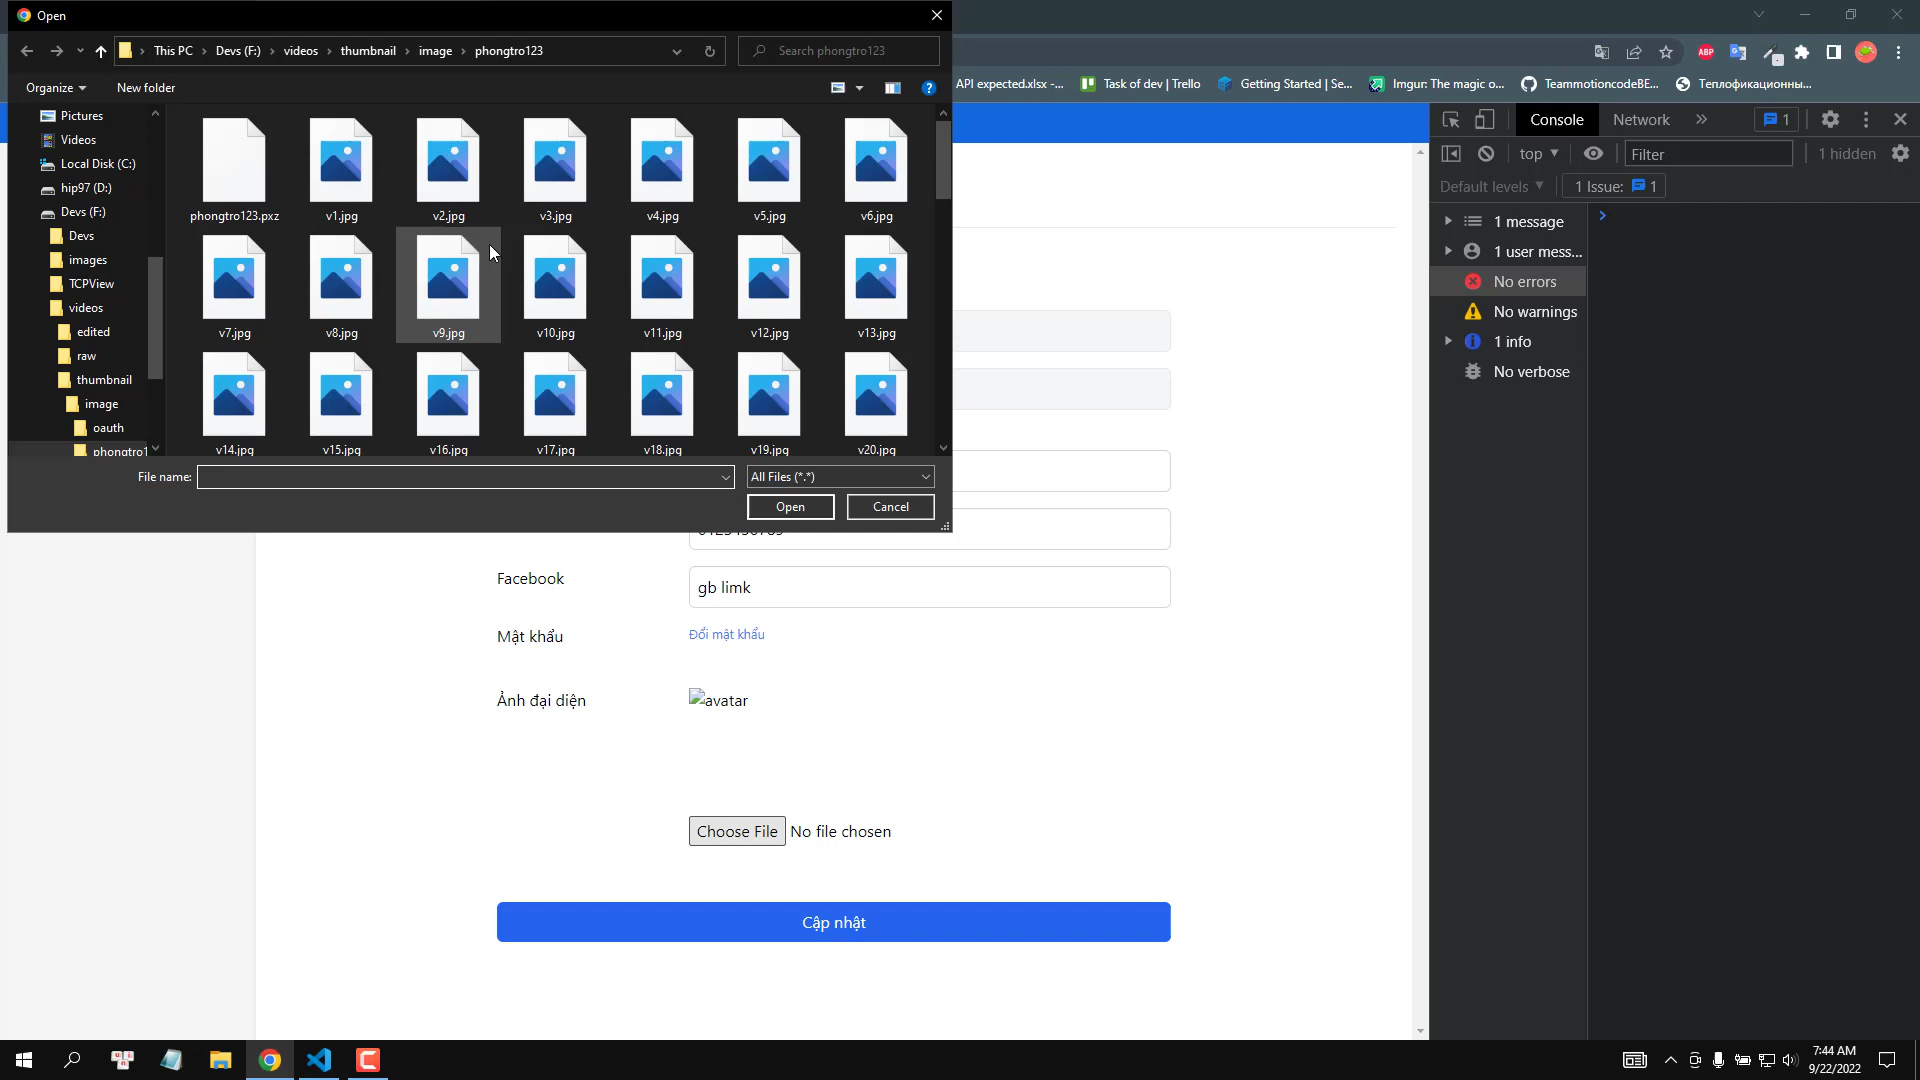 Open
This PC
Devs (F:)
videos
thumbnail
image
phongtro123
Search phongtro123
Organize
New folder
Pictures
Videos
Local Disk (C:)
hip97 (D:)
Devs (F:)
Devs
images
TCPView
videos
edited
raw
thumbnail
image
oauth
phongtro1
phongtro123.pxz
v1.jpg
v2.jpg
v3.jpg
v4.jpg
v5.jpg
v6.jpg
v7.jpg
v8.jpg
v9.jpg
v10.jpg
v11.jpg
v12.jpg
v13.jpg
v14.jpg
v15.jpg
v16.jpg
v17.jpg
v18.jpg
v19.jpg
v20.jpg
File name:
All Files (*.*)
Open
Cancel
ABP
API expected.xlsx -...
Task of dev | Trello
Getting Started | Se...
Imgur: The magic o...
TeammotioncodeBE...
Теплофикационны...
Console
Network
1
top
Filter
1 hidden
Default levels
1 Issue:
1
1 message
1 user mess...
No errors
No warnings
1 info
No verbose
Facebook
gb limk
Mật khẩu
Đổi mật khẩu
Ảnh đại diện
avatar
Choose File
No file chosen
Cập nhật
7:44 AM
9/22/2022